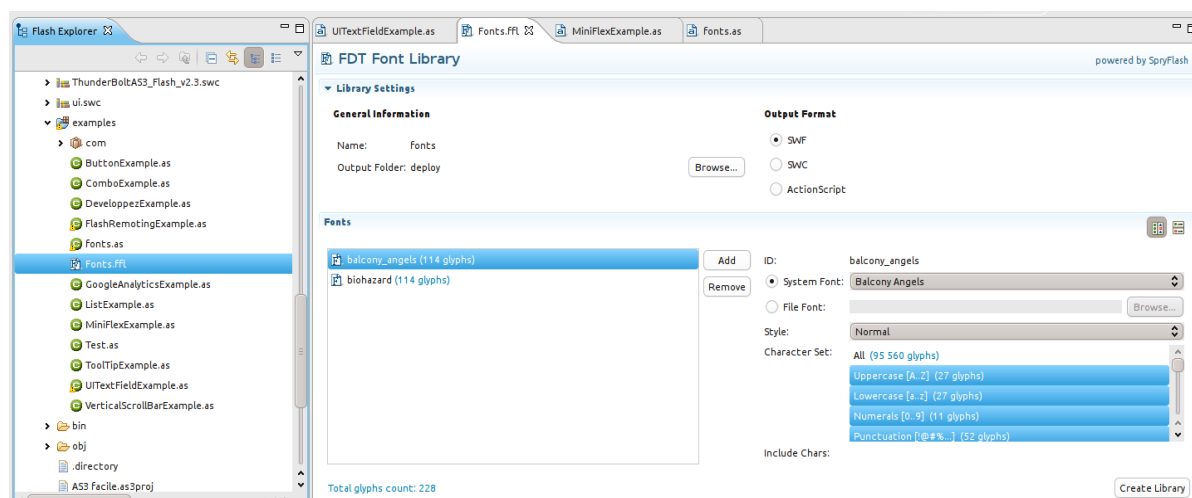 Flash Explorer
ThunderBoltAS3_Flash_v2.3.swc
ui.swc
examples
com
ButtonExample.as
ComboExample.as
DeveloppezExample.as
FlashRemotingExample.as
fonts.as
Fonts.ffl
GoogleAnalyticsExample.as
ListExample.as
MiniFlexExample.as
Test.as
ToolTipExample.as
UITextFieldExample.as
VerticalScrollBarExample.as
bin
obj
.directory
AS3 facile.as3proj
UITextFieldExample.as Fonts.ffl MiniFlexExample.as fonts.as
FDT Font Library powered by SpryFlash
Library Settings
General Information
Name: fonts
Output Folder: deploy Browse...
Output Format
SWF
SWC
ActionScript
Fonts
balcony_angels (114 glyphs)
biohazard (114 glyphs)
Add
Remove
ID: balcony_angels
System Font: Balcony Angels
File Font: Browse...
Style: Normal
Character Set: All (95 560 glyphs)
Uppercase [A..Z] (27 glyphs)
Lowercase [a..z] (27 glyphs)
Numerals [0..9] (11 glyphs)
Punctuation [!@#%...] (52 glyphs)
Include Chars:
Total glyphs count: 228 Create Library